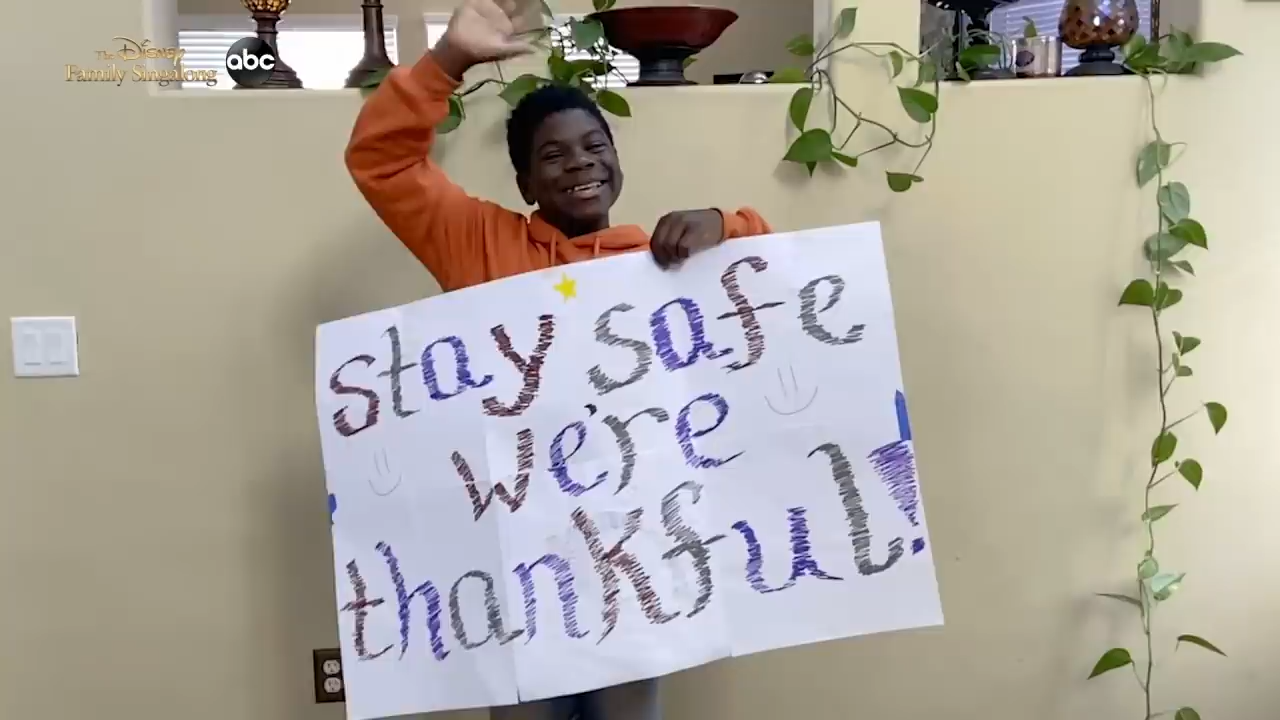 The Disney
Family Singalong
abc
stay safe
we're
thankful!